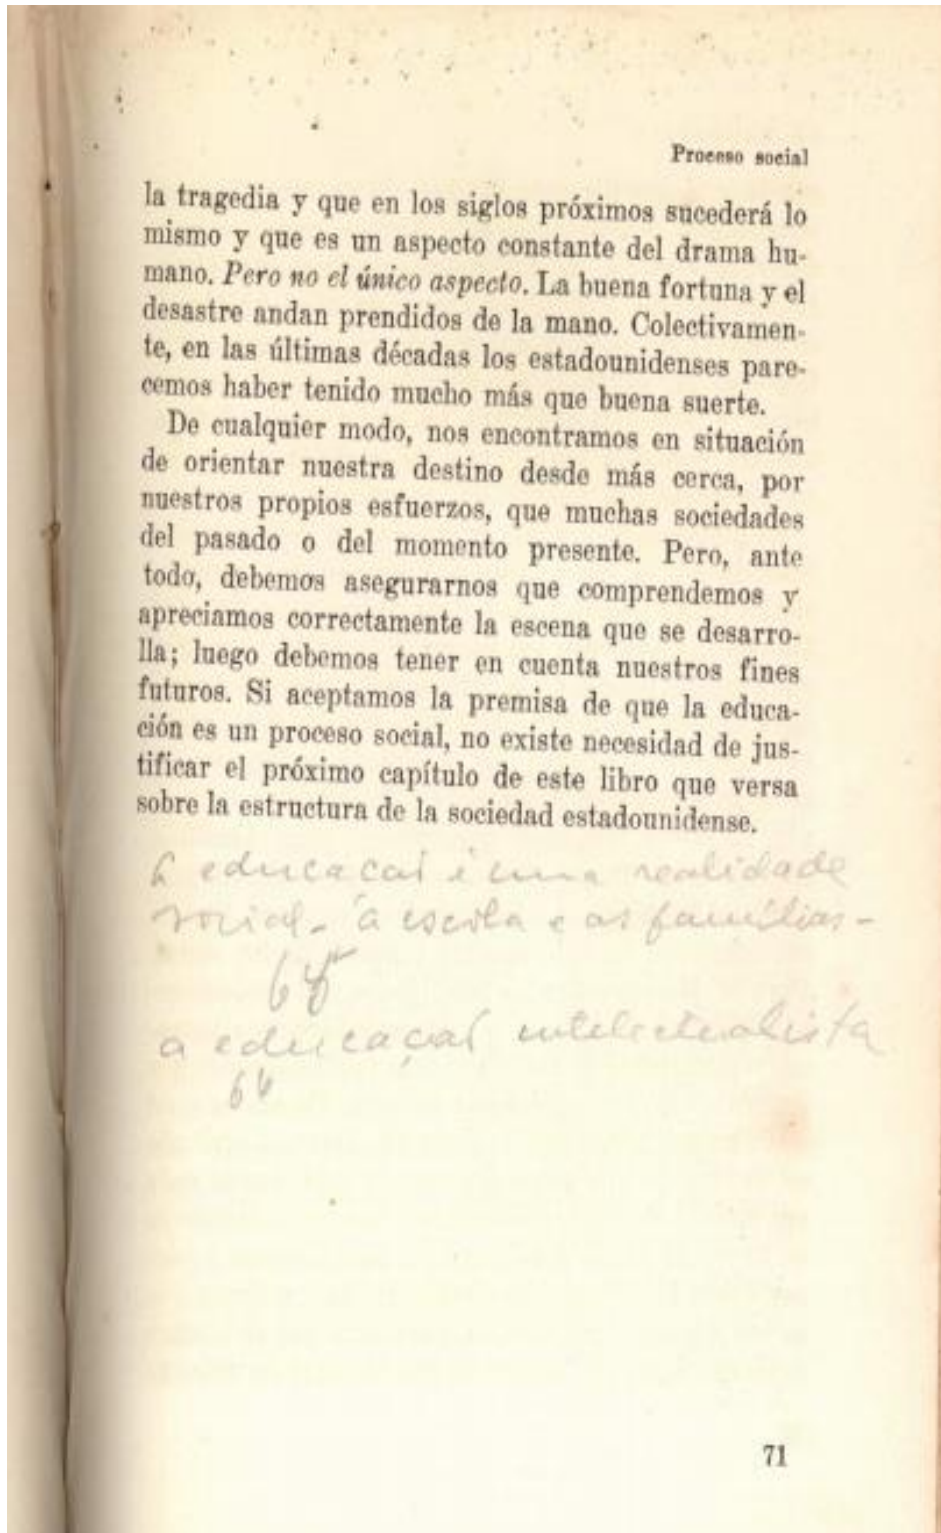 Proceso social
la tragedia y que en los siglos próximos sucederá lo
mismo y que es un aspecto constante del drama hu-
mano. Pero no el único aspecto. La buena fortuna y el
desastre andan prendidos de la mano. Colectivamen-
te, en las últimas décadas los estadounidenses pare-
cemos haber tenido mucho más que buena suerte.
De cualquier modo, nos encontramos en situación
de orientar nuestra destino desde más cerca, por
nuestros propios esfuerzos, que muchas sociedades
del pasado o del momento presente. Pero, ante
todo, debemos asegurarnos que comprendemos y
apreciamos correctamente la escena que se desarro-
lla; luego debemos tener en cuenta nuestros fines
futuros. Si aceptamos la premisa de que la educa-
ción es un proceso social, no existe necesidad de jus-
tificar el próximo capítulo de este libro que versa
sobre la estructura de la sociedad estadounidense.
educação é uma realidade
social. a escola e as famílias -
a educação intelectualista
71